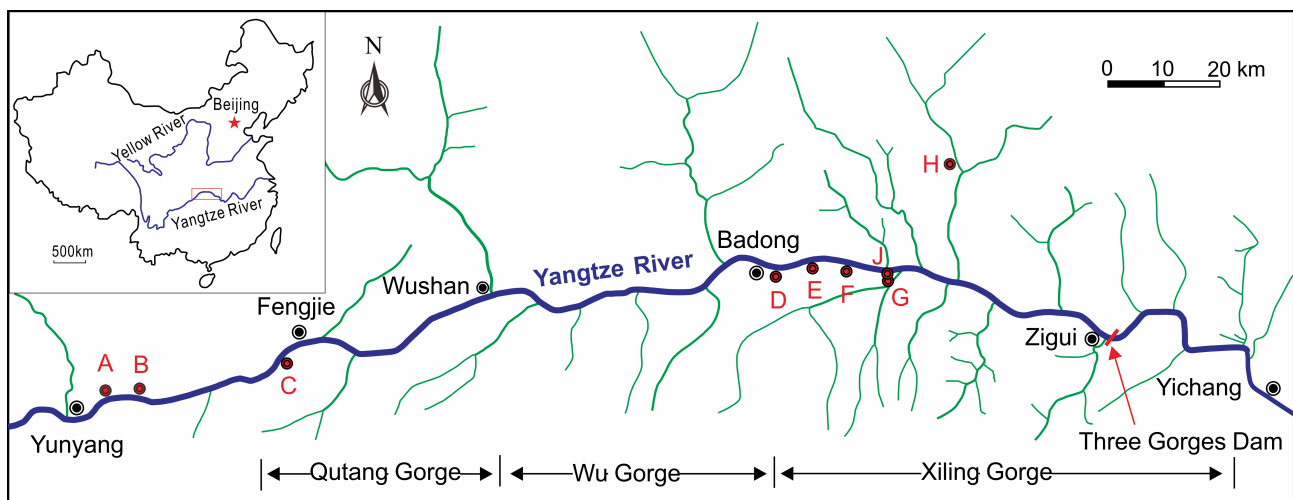 Beijing
Yellow River
Yangtze River
500km
N
0 10 20 km
H
Badong
J
Yangtze River
Wushan
D
E
F
G
Fengjie
Zigui
A
B
C
Yichang
Yunyang
Three Gorges Dam
Qutang Gorge
Wu Gorge
Xiling Gorge